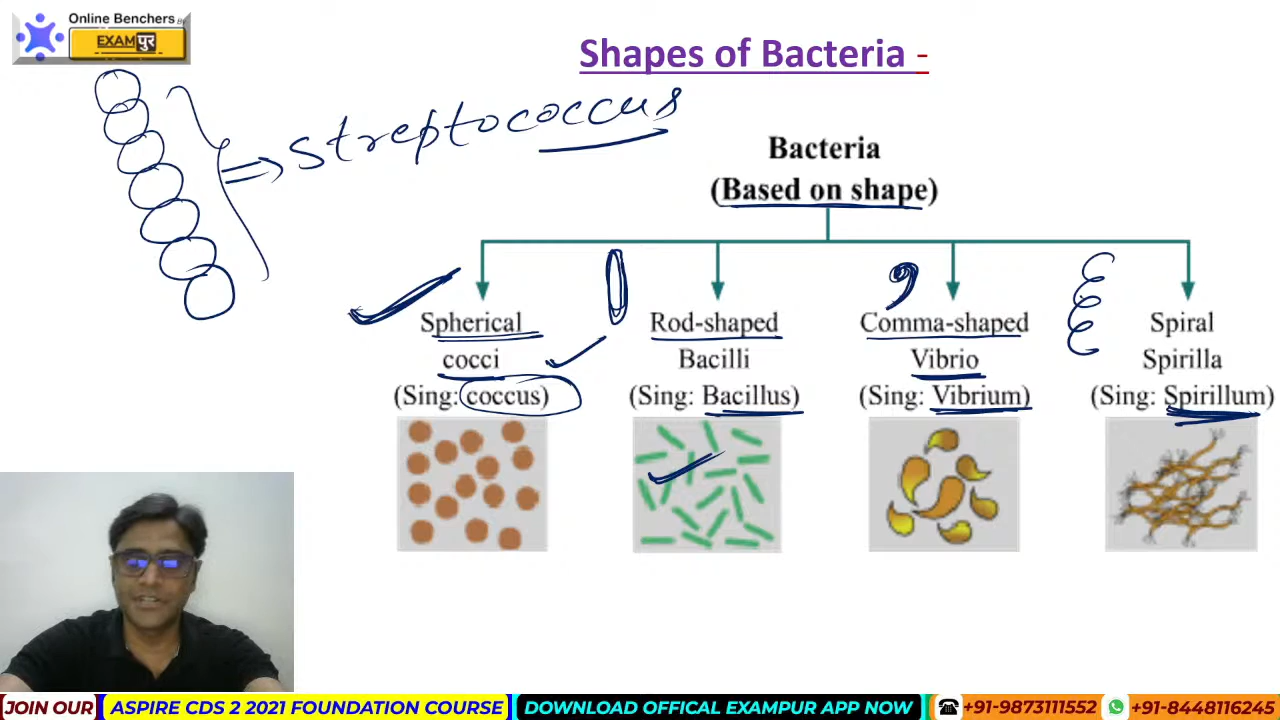 Online Benchers By
EXAMपुर
Shapes of Bacteria -
streptococcus
Bacteria
(Based on shape)
Spherical
cocci
(Sing: coccus)
Rod-shaped
Bacilli
(Sing: Bacillus)
Comma-shaped
Vibrio
(Sing: Vibrium)
Spiral
Spirilla
(Sing: Spirillum)
JOIN OUR ASPIRE CDS 2 2021 FOUNDATION COURSE DOWNLOAD OFFICAL EXAMPUR APP NOW +91-9873111552 +91-8448116245